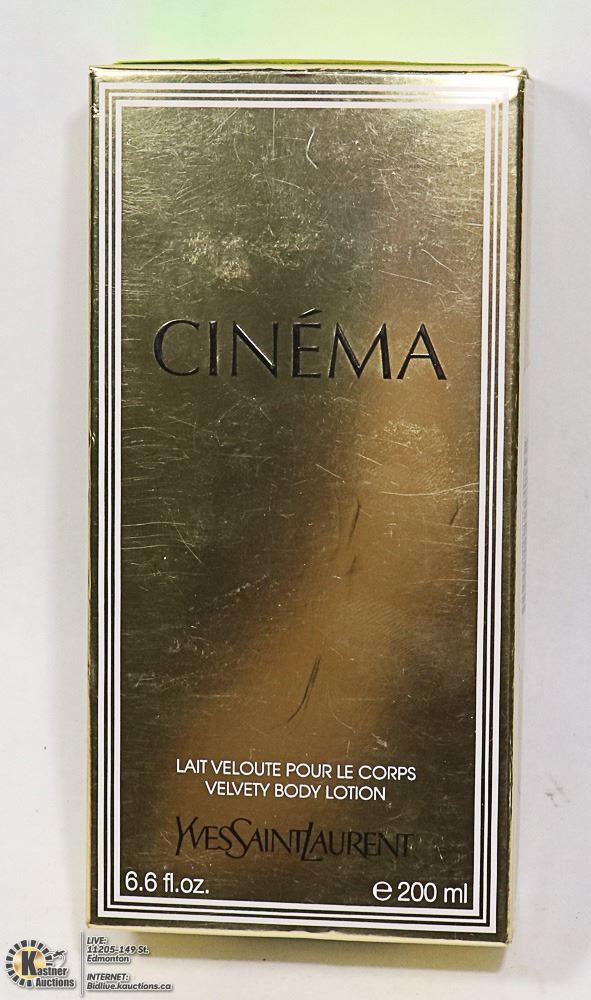 CINÉMA
LAIT VELOUTE POUR LE CORPS
VELVETY BODY LOTION
YVESSAINTLAURENT
6.6 fl.oz.
℮ 200 ml
Kastner
Auctions
LIVE:
11205-149 St.
Edmonton
INTERNET:
Bidlive.kauctions.ca